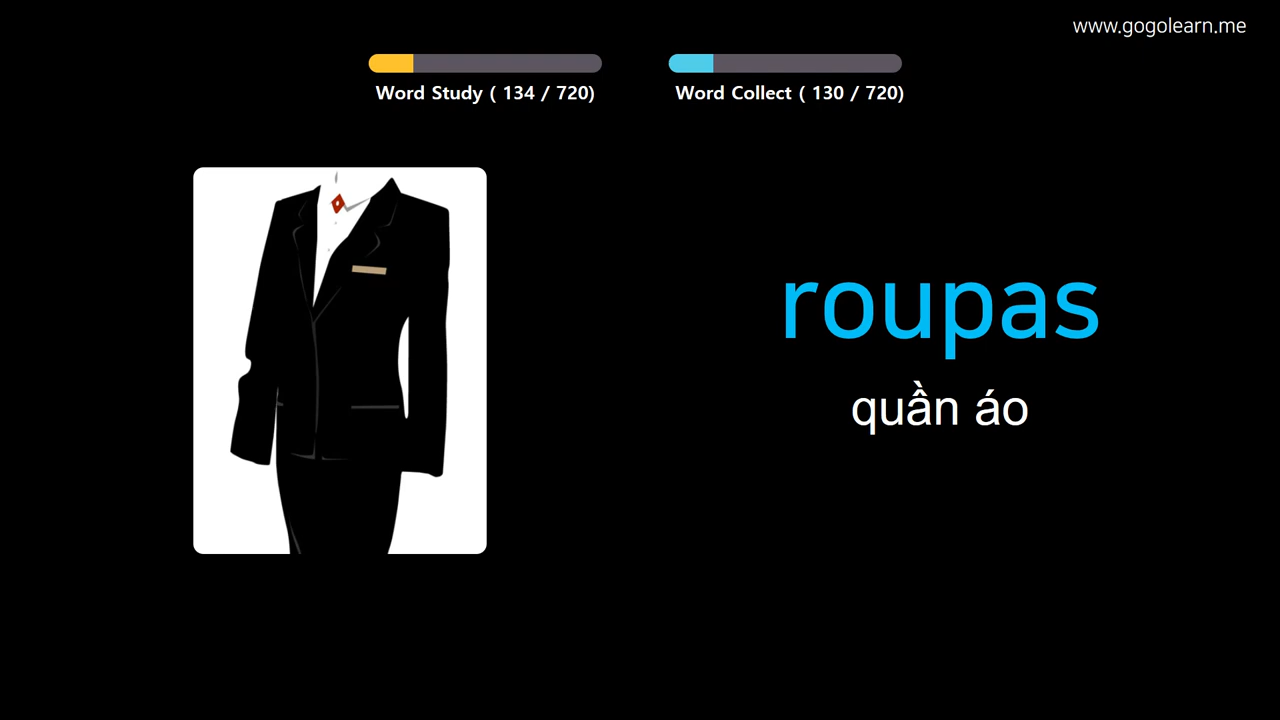 www.gogolearn.me
Word Study ( 134 / 720)
Word Collect ( 130 / 720)
roupas
quần áo